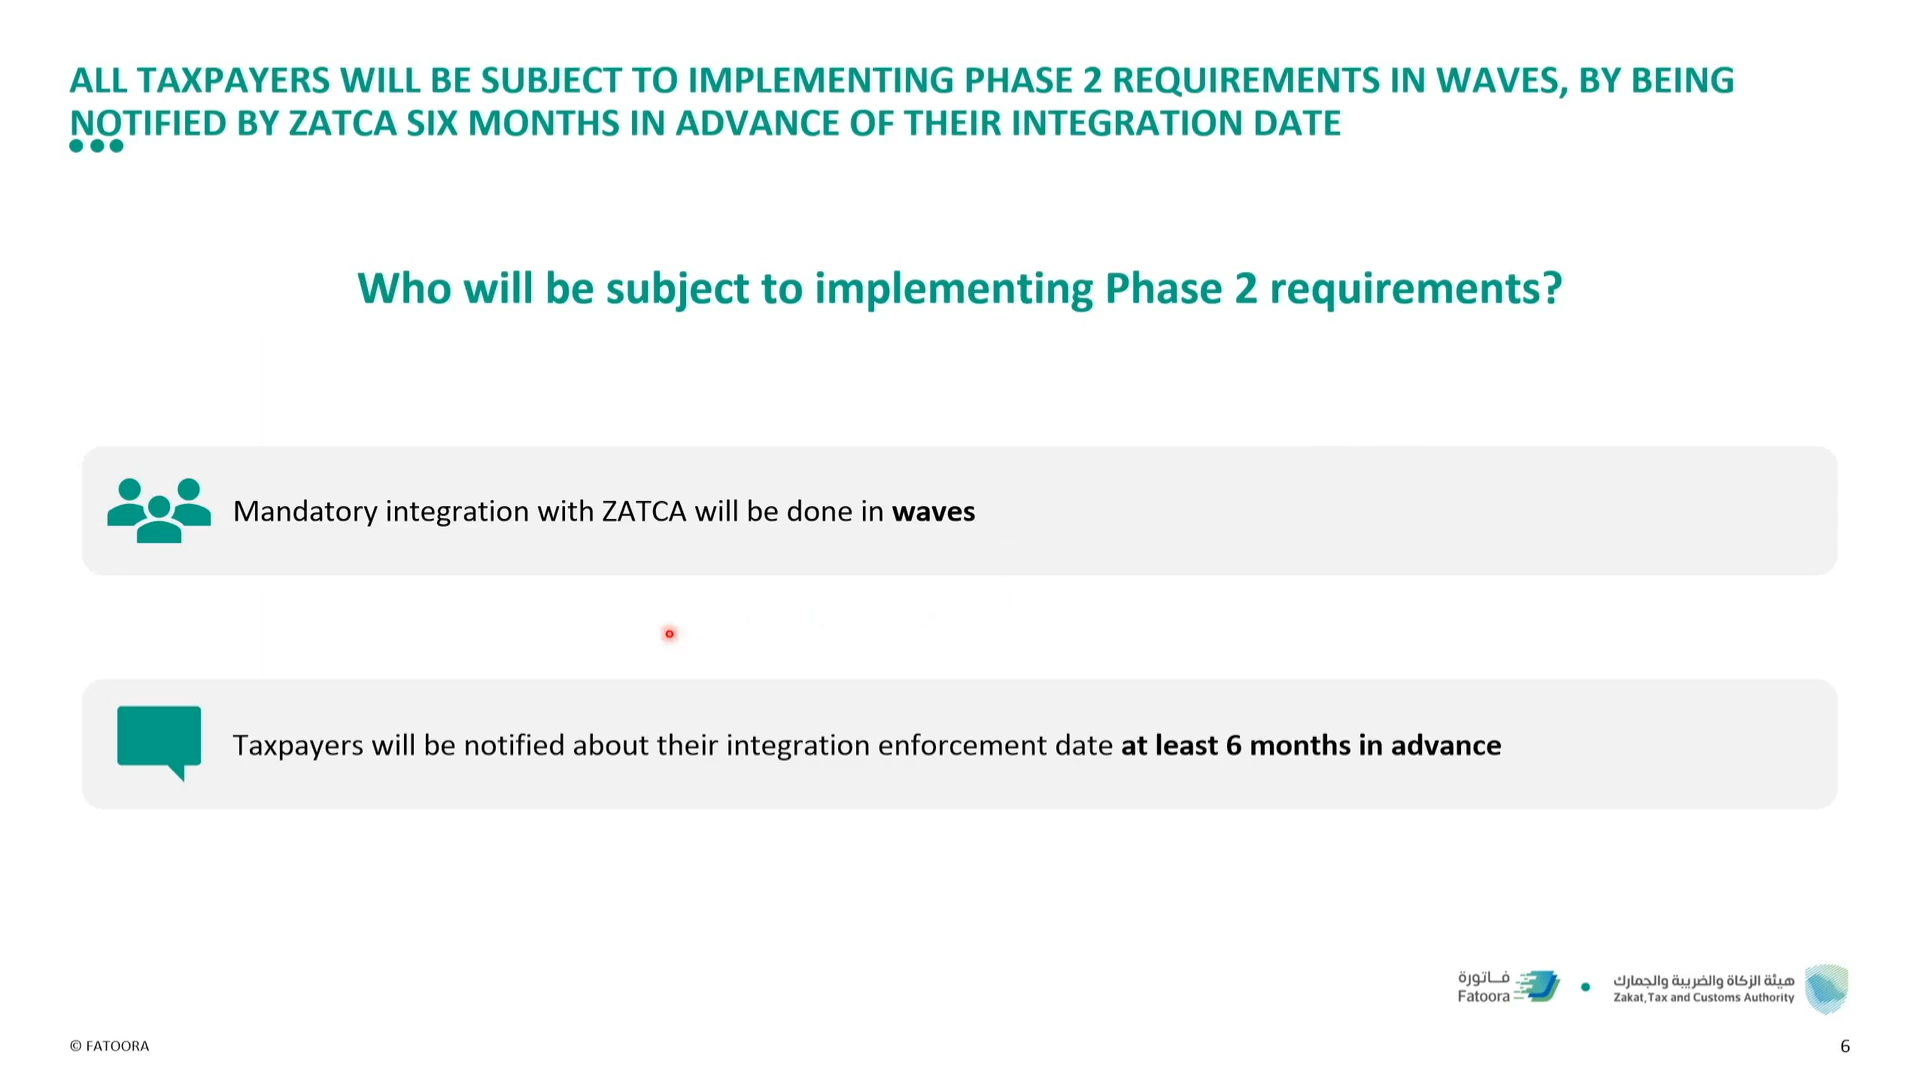 ALL TAXPAYERS WILL BE SUBJECT TO IMPLEMENTING PHASE 2 REQUIREMENTS IN WAVES, BY BEING
NOTIFIED BY ZATCA SIX MONTHS IN ADVANCE OF THEIR INTEGRATION DATE
Who will be subject to implementing Phase 2 requirements?
Mandatory integration with ZATCA will be done in waves
Taxpayers will be notified about their integration enforcement date at least 6 months in advance
فــاتورة
Fatoora
هيئة الزكاة والضريبة والجمارك
Zakat, Tax and Customs Authority
© FATOORA
6